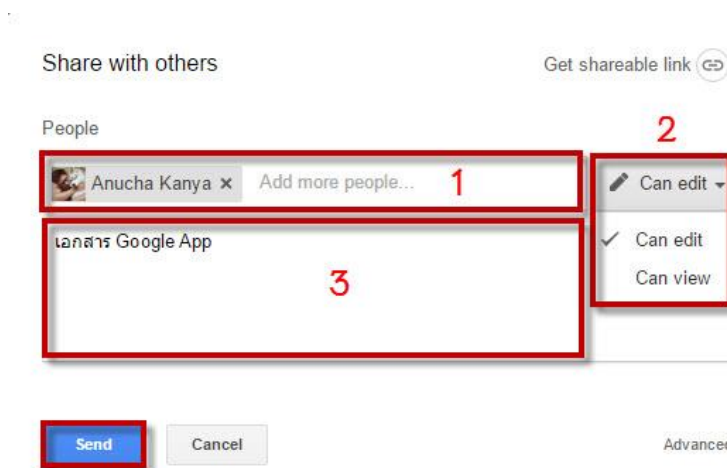 Share with others
Get shareable link
People
2
Anucha Kanya × Add more people... 1
Can edit
เอกสาร Google App
Can edit
3
Can view
Send
Cancel
Advanced